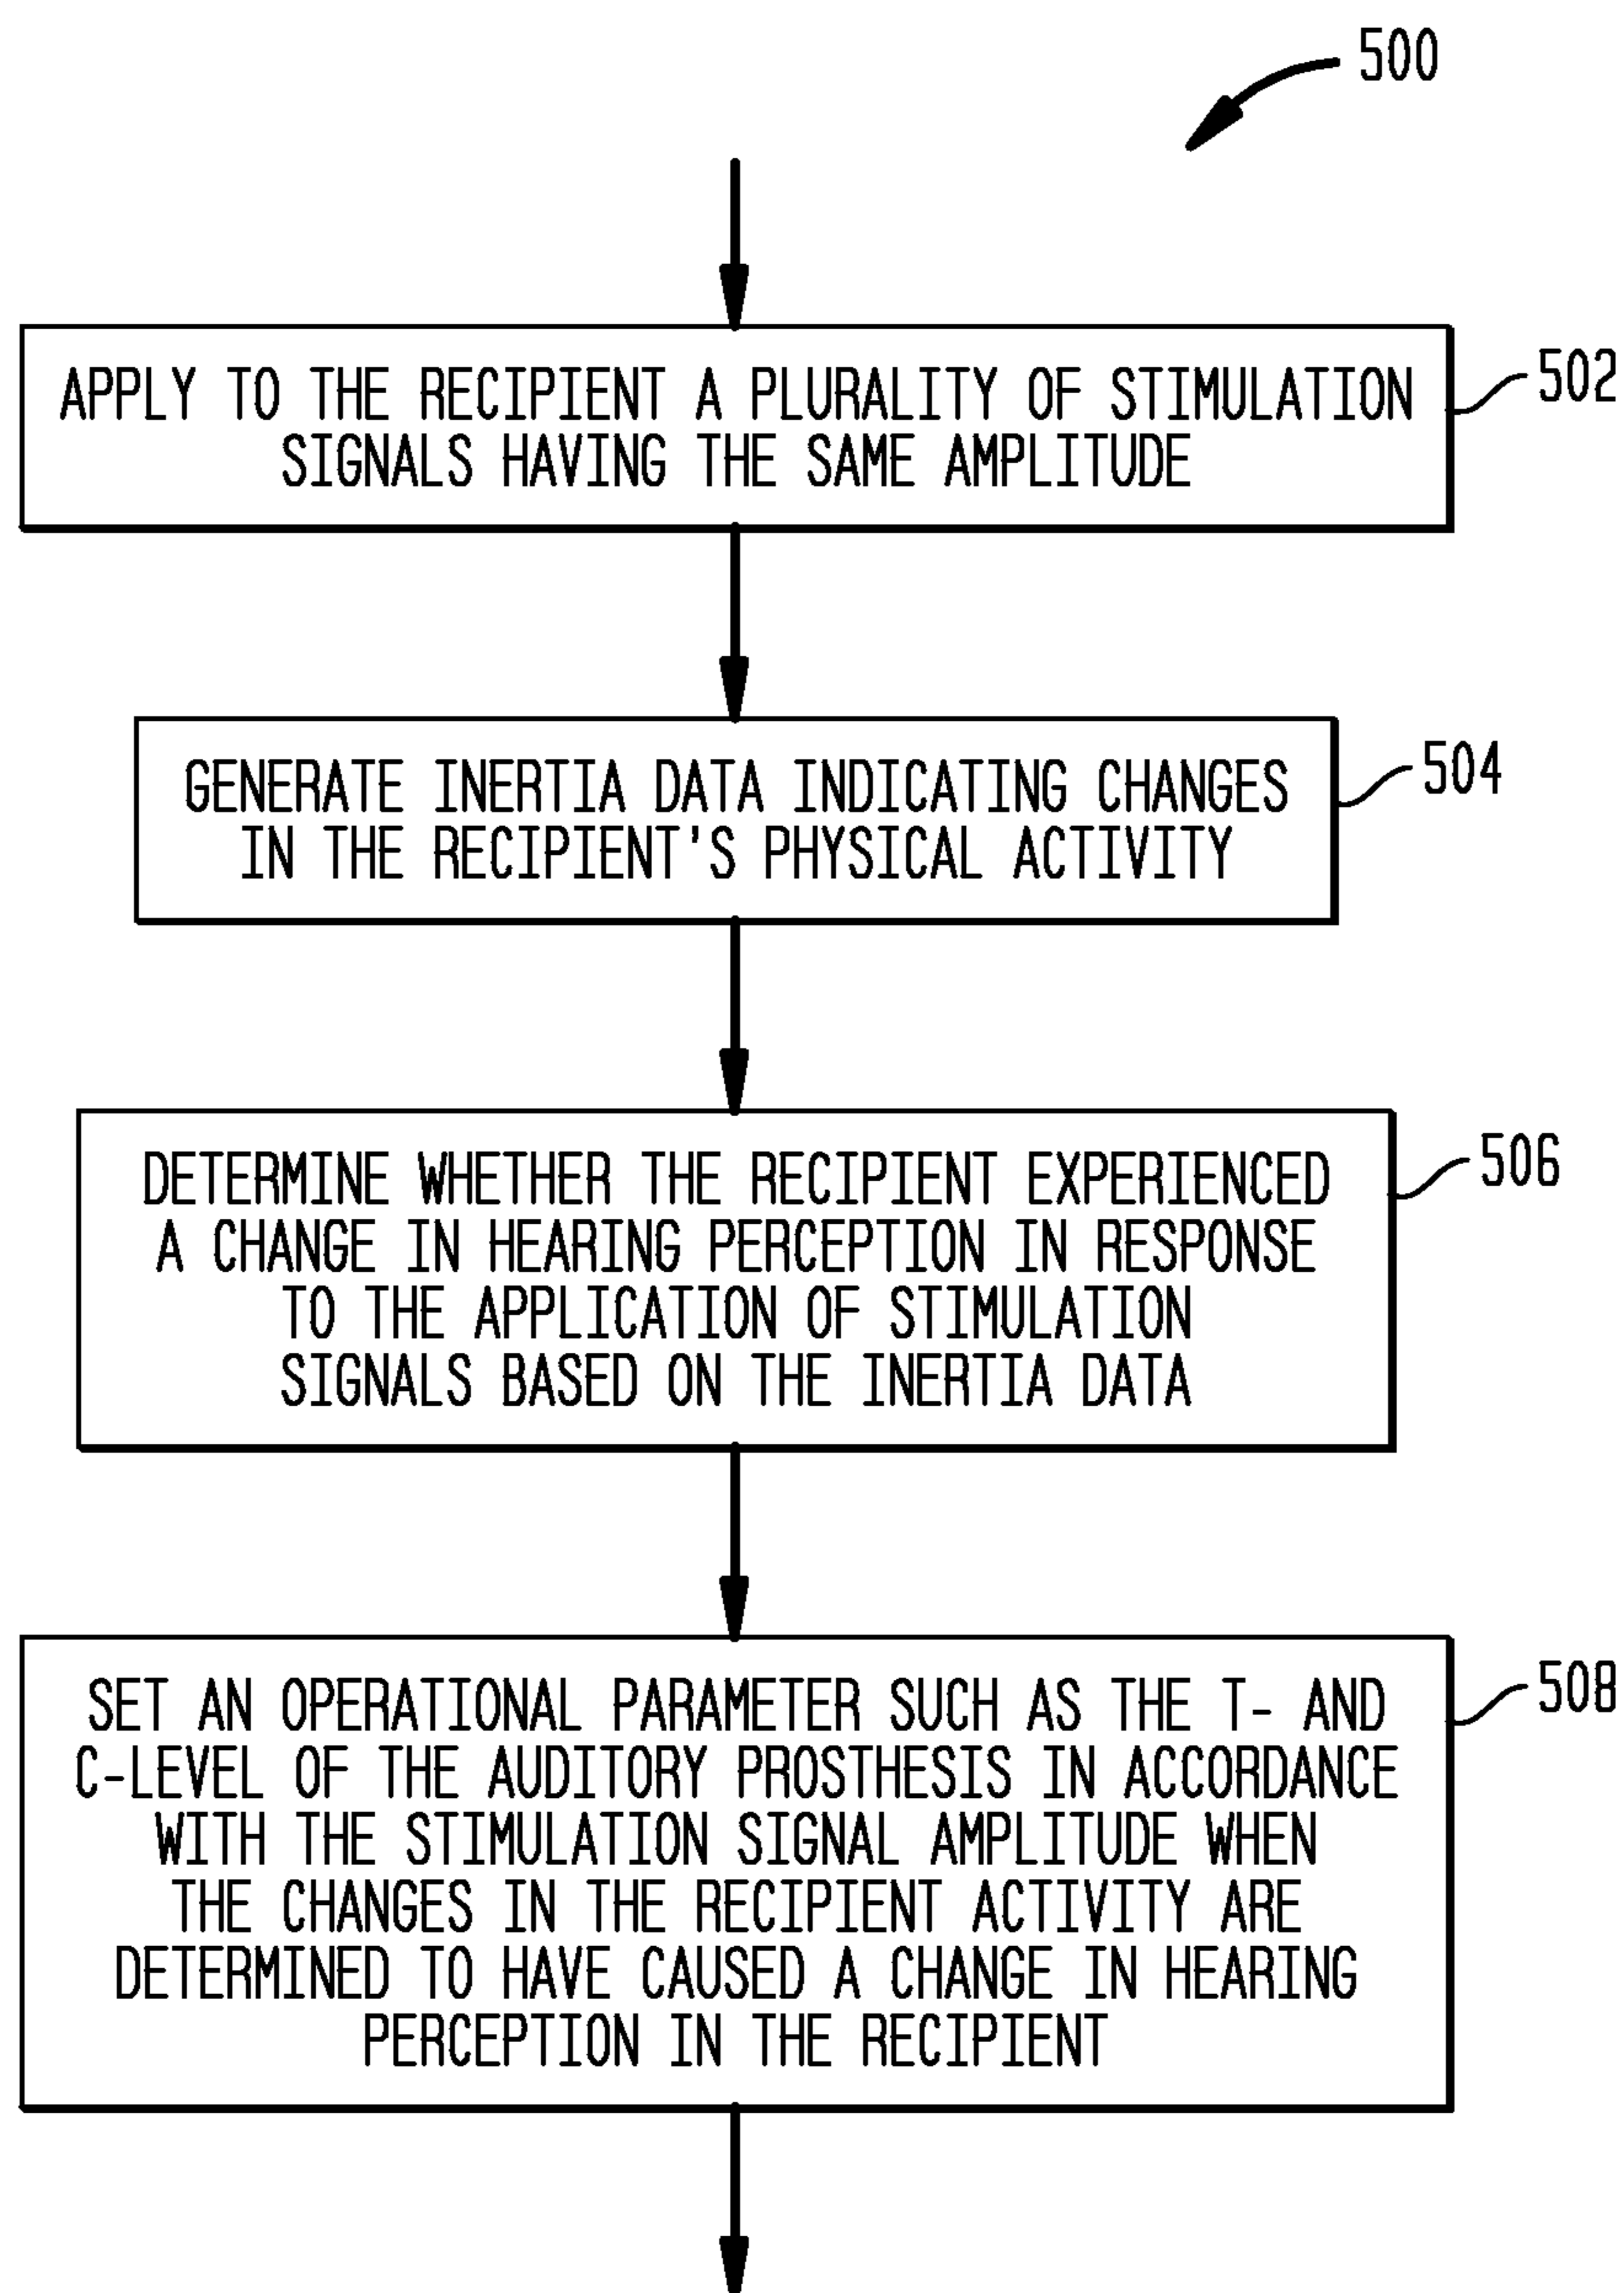 500
APPLY TO THE RECIPIENT A PLURALITY OF STIMULATION
SIGNALS HAVING THE SAME AMPLITUDE
502
GENERATE INERTIA DATA INDICATING CHANGES
IN THE RECIPIENT'S PHYSICAL ACTIVITY
504
DETERMINE WHETHER THE RECIPIENT EXPERIENCED
A CHANGE IN HEARING PERCEPTION IN RESPONSE
TO THE APPLICATION OF STIMULATION
SIGNALS BASED ON THE INERTIA DATA
506
SET AN OPERATIONAL PARAMETER SUCH AS THE T- AND
C-LEVEL OF THE AUDITORY PROSTHESIS IN ACCORDANCE
WITH THE STIMULATION SIGNAL AMPLITUDE WHEN
THE CHANGES IN THE RECIPIENT ACTIVITY ARE
DETERMINED TO HAVE CAUSED A CHANGE IN HEARING
PERCEPTION IN THE RECIPIENT
508